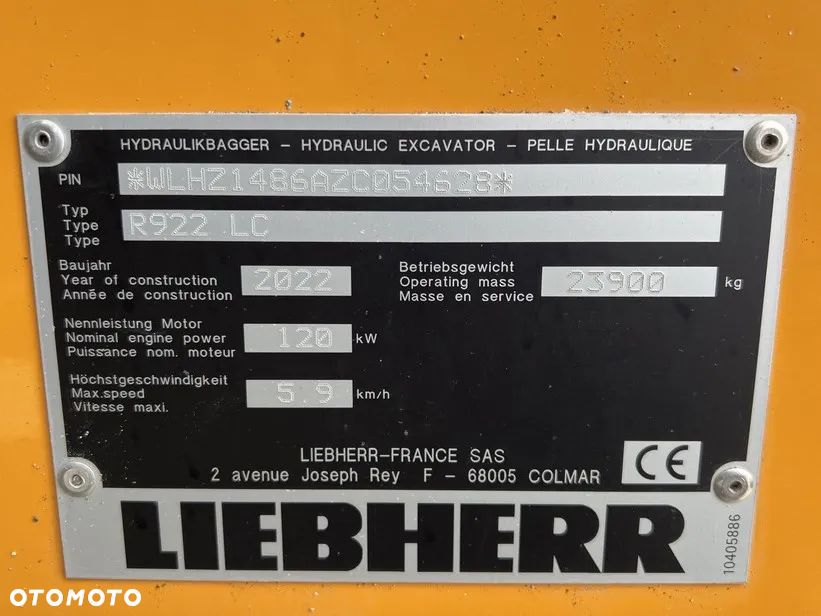 HYDRAULIKBAGGER – HYDRAULIC EXCAVATOR – PELLE HYDRAULIQUE
PIN *WLHZ1486AZC054628*
Typ
Type
Type
R922 LC
Baujahr
Year of construction
Année de construction
2022
Betriebsgewicht
Operating mass
Masse en service
23900 kg
Nennleistung Motor
Nominal engine power
Puissance nom. moteur
120 kW
Höchstgeschwindigkeit
Max.speed
Vitesse maxi.
5.9 km/h
LIEBHERR–FRANCE SAS
2 avenue Joseph Rey F – 68005 COLMAR
CE
LIEBHERR
10405886
OTOMOTO